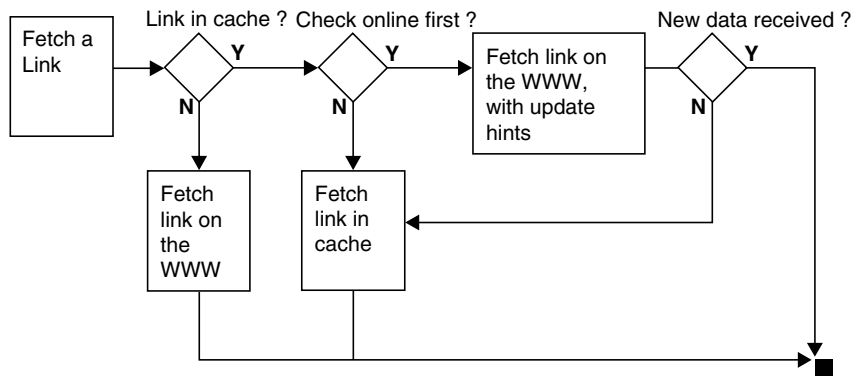 Link in cache ?
Check online first ?
New data received ?
Fetch a
Link
Y
N
Y
N
Fetch link on
the WWW,
with update
hints
Y
N
Fetch
link on
the
WWW
Fetch
link in
cache